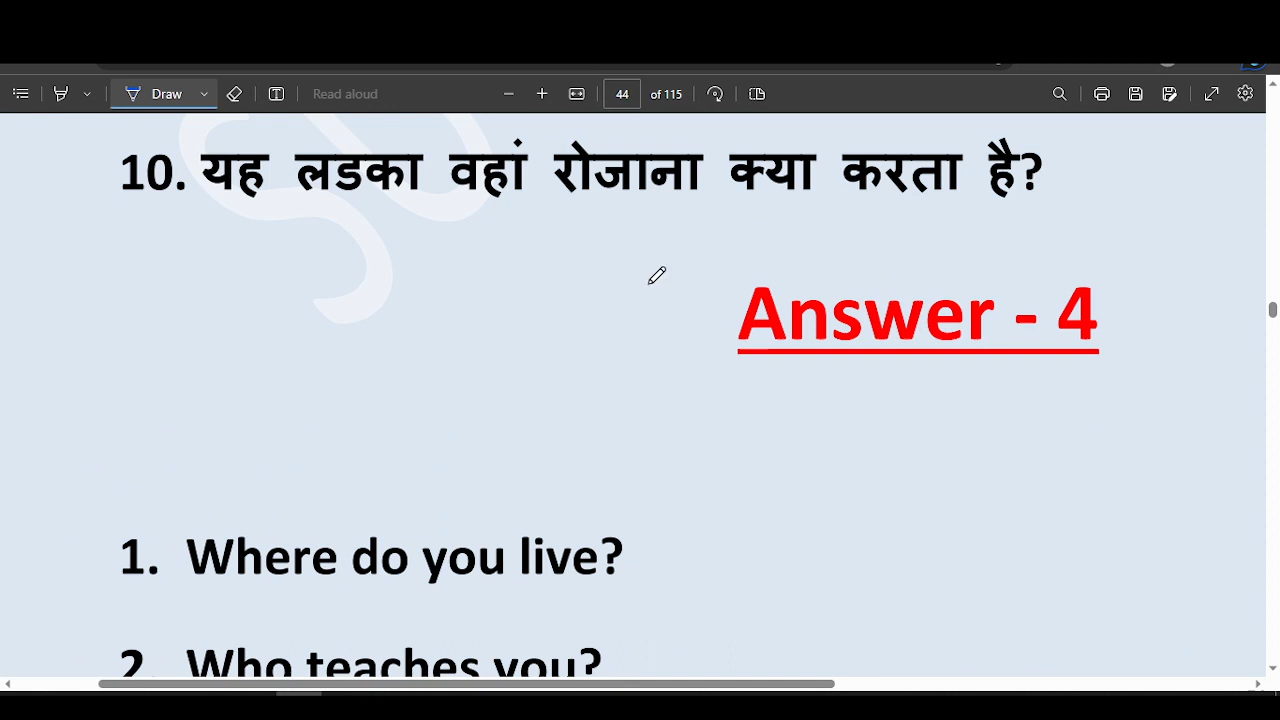 Draw
Read aloud
44
of 115
10. यह लडका वहां रोजाना क्या करता है?
Answer - 4
1. Where do you live?
2. Who teaches you?